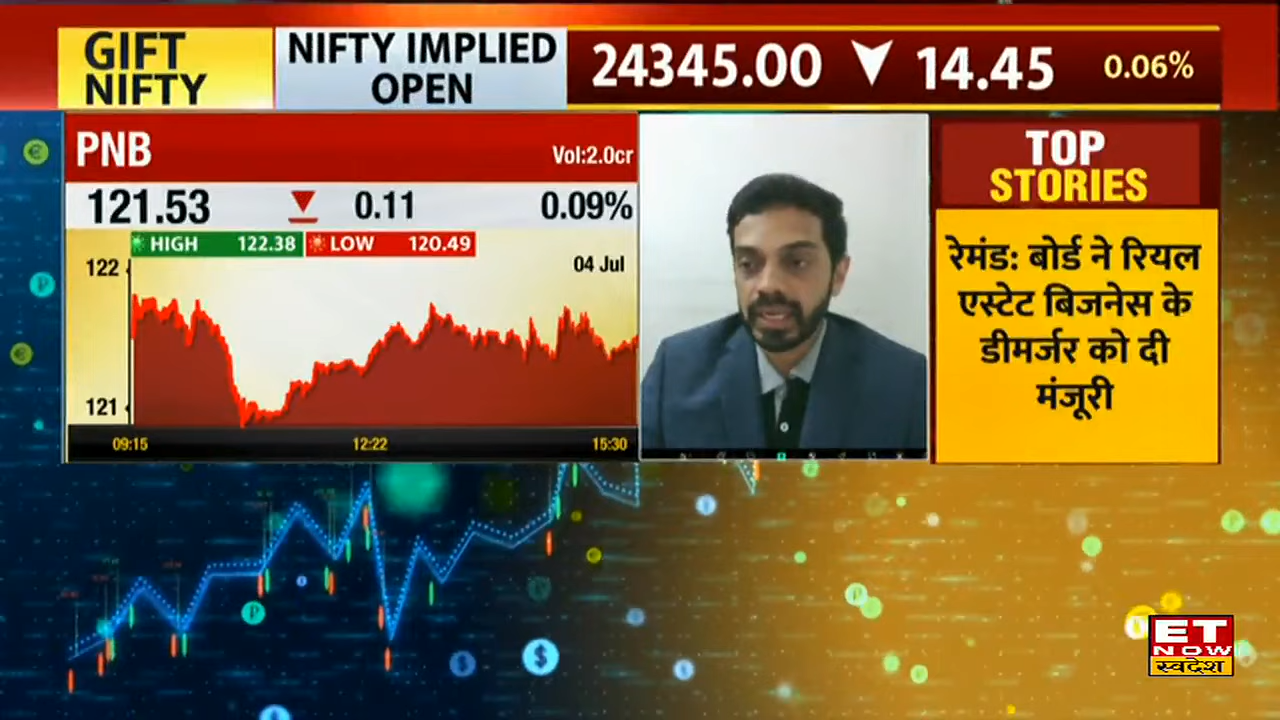 GIFT
NIFTY
NIFTY IMPLIED
OPEN
24345.00 ▼ 14.45 0.06%
PNB
Vol:2.0cr
121.53 0.11 0.09%
HIGH 122.38 LOW 120.49
04 Jul
122
121
09:15 12:22 15:30
TOP
STORIES
रेमंड: बोर्ड ने रियल
एस्टेट बिजनेस के
डीमर्जर को दी
मंजूरी
ET
NOW
स्वदेश